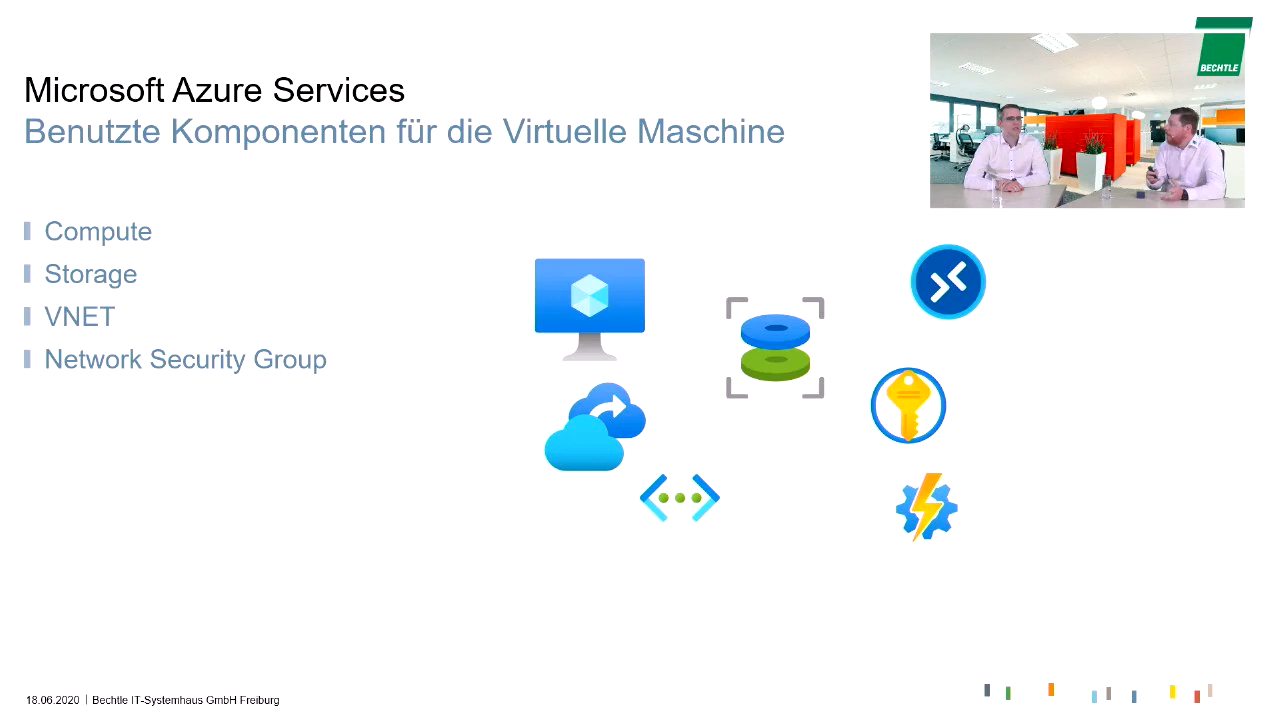 Microsoft Azure Services
Benutzte Komponenten für die Virtuelle Maschine
BECHTLE
Compute
Storage
VNET
Network Security Group
18.06.2020 | Bechtle IT-Systemhaus GmbH Freiburg